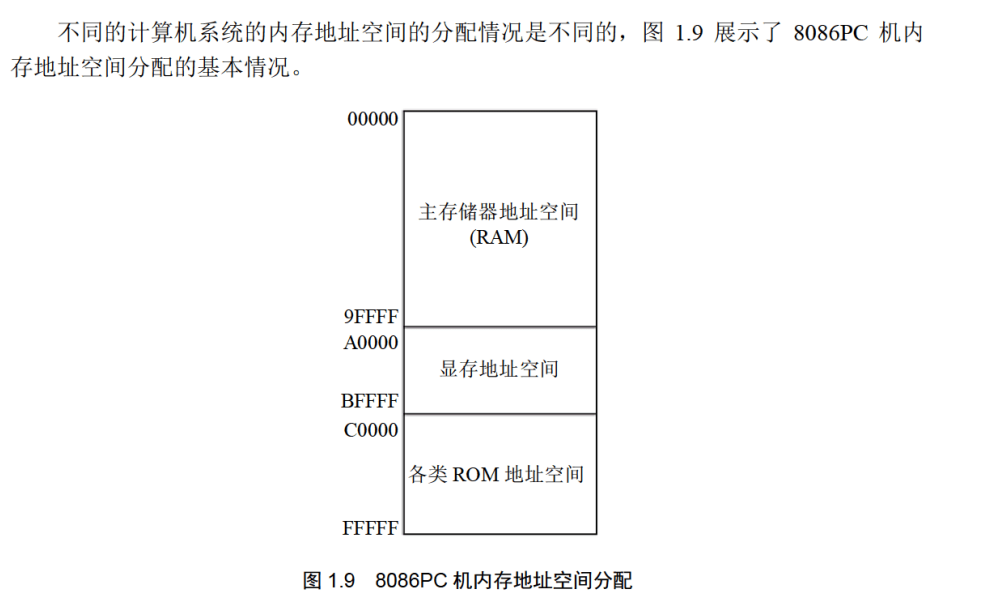 不同的计算机系统的内存地址空间的分配情况是不同的，图 1.9 展示了 8086PC 机内
存地址空间分配的基本情况。
00000
主存储器地址空间
(RAM)
9FFFF
A0000
显存地址空间
BFFFF
C0000
各类 ROM 地址空间
FFFFF
图 1.9 8086PC 机内存地址空间分配